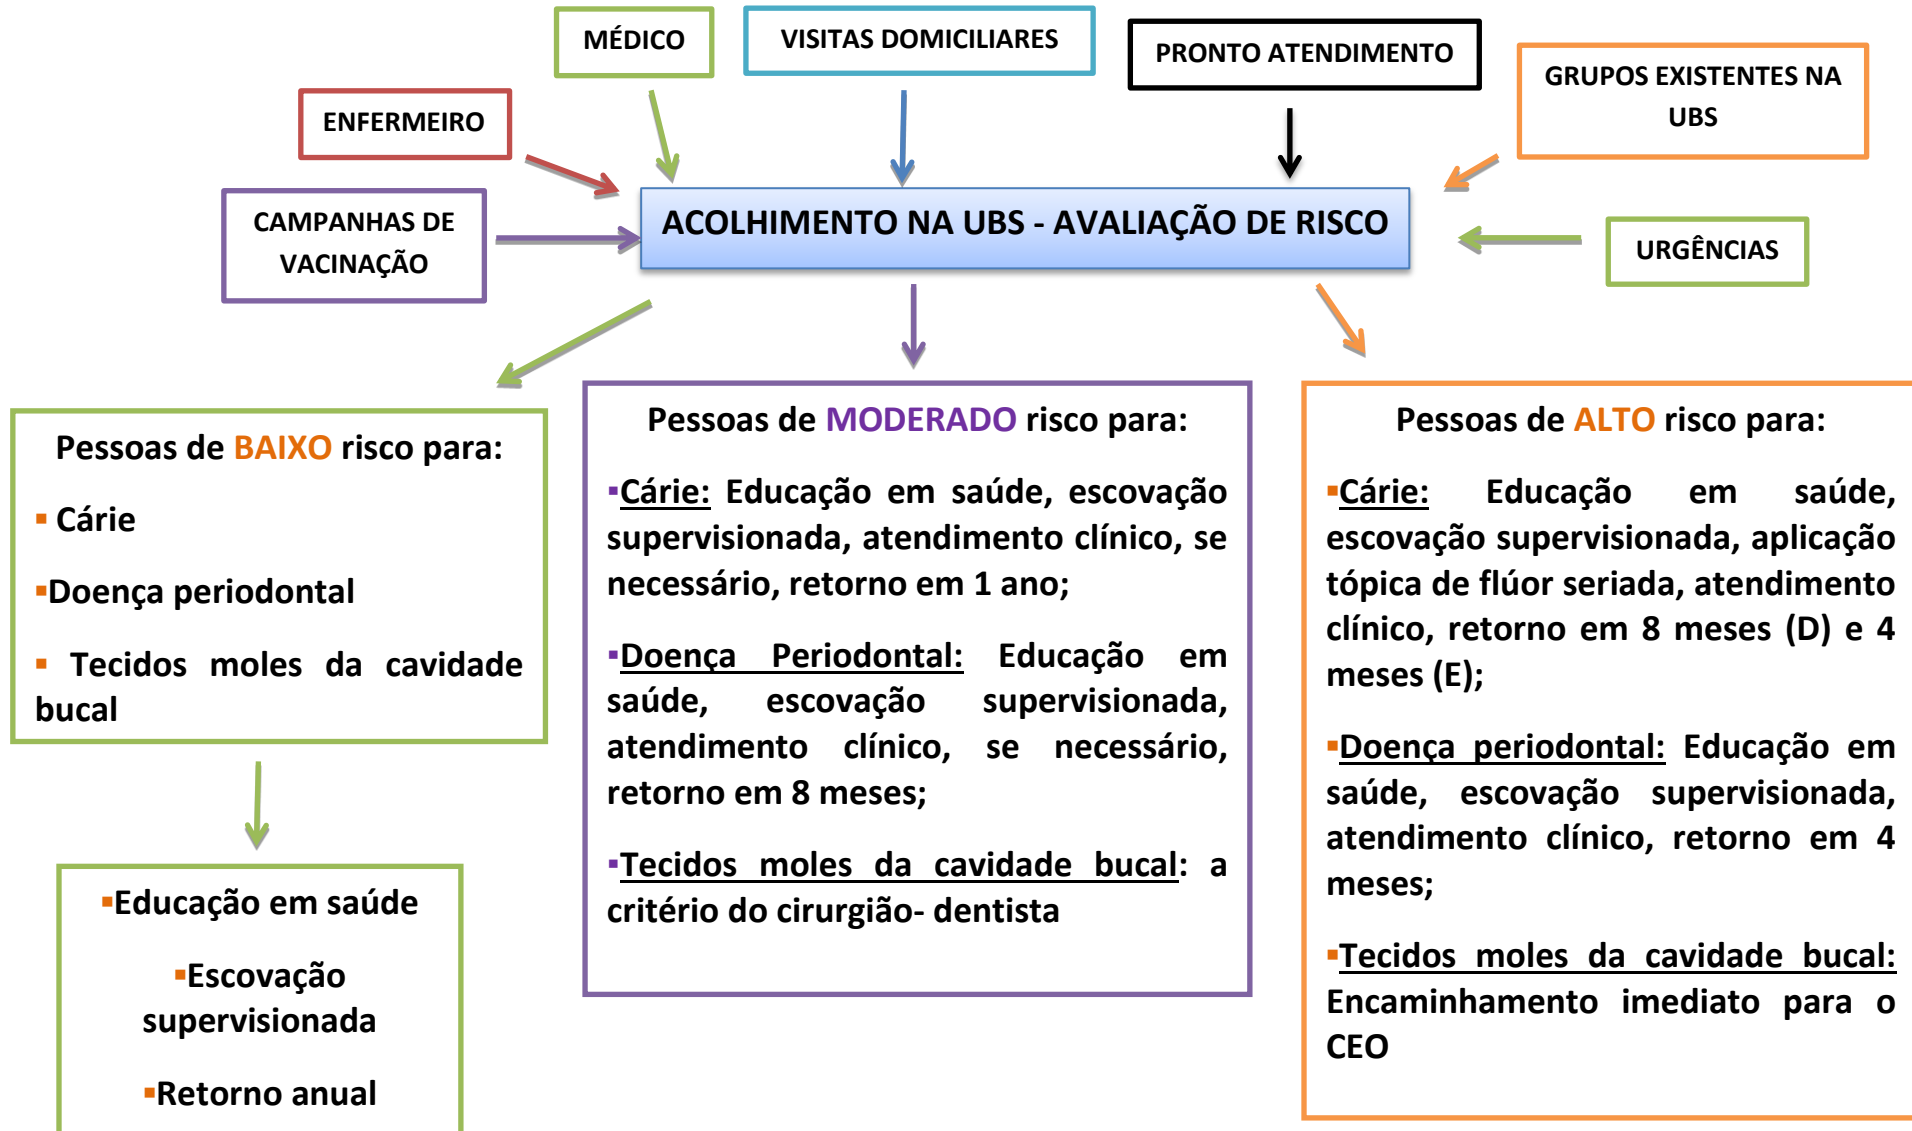 MÉDICO
VISITAS DOMICILIARES
PRONTO ATENDIMENTO
GRUPOS EXISTENTES NA
UBS
ENFERMEIRO
CAMPANHAS DE
VACINAÇÃO
ACOLHIMENTO NA UBS - AVALIAÇÃO DE RISCO
URGÊNCIAS
Pessoas de BAIXO risco para:
▪ Cárie
▪Doença periodontal
▪ Tecidos moles da cavidade
bucal
▪Educação em saúde
▪Escovação
supervisionada
▪Retorno anual
Pessoas de MODERADO risco para:
▪Cárie: Educação em saúde, escovação
supervisionada, atendimento clínico, se
necessário, retorno em 1 ano;
▪Doença Periodontal: Educação em
saúde, escovação supervisionada,
atendimento clínico, se necessário,
retorno em 8 meses;
▪Tecidos moles da cavidade bucal: a
critério do cirurgião- dentista
Pessoas de ALTO risco para:
▪Cárie: Educação em saúde,
escovação supervisionada, aplicação
tópica de flúor seriada, atendimento
clínico, retorno em 8 meses (D) e 4
meses (E);
▪Doença periodontal: Educação em
saúde, escovação supervisionada,
atendimento clínico, retorno em 4
meses;
▪Tecidos moles da cavidade bucal:
Encaminhamento imediato para o
CEO